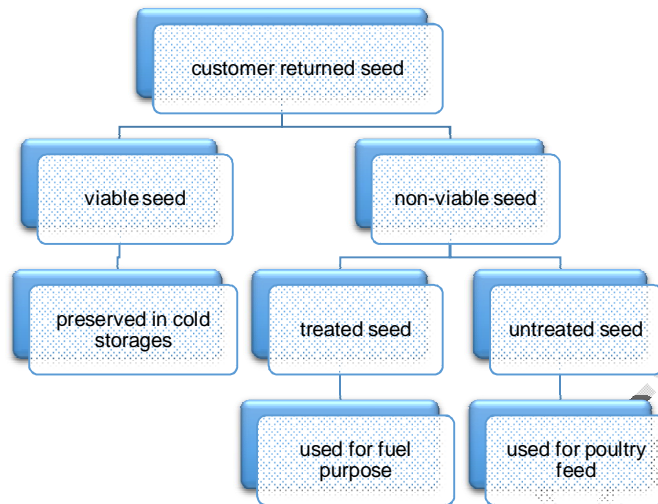 customer returned seed
viable seed
non-viable seed
preserved in cold
storages
treated seed
untreated seed
used for fuel
purpose
used for poultry
feed